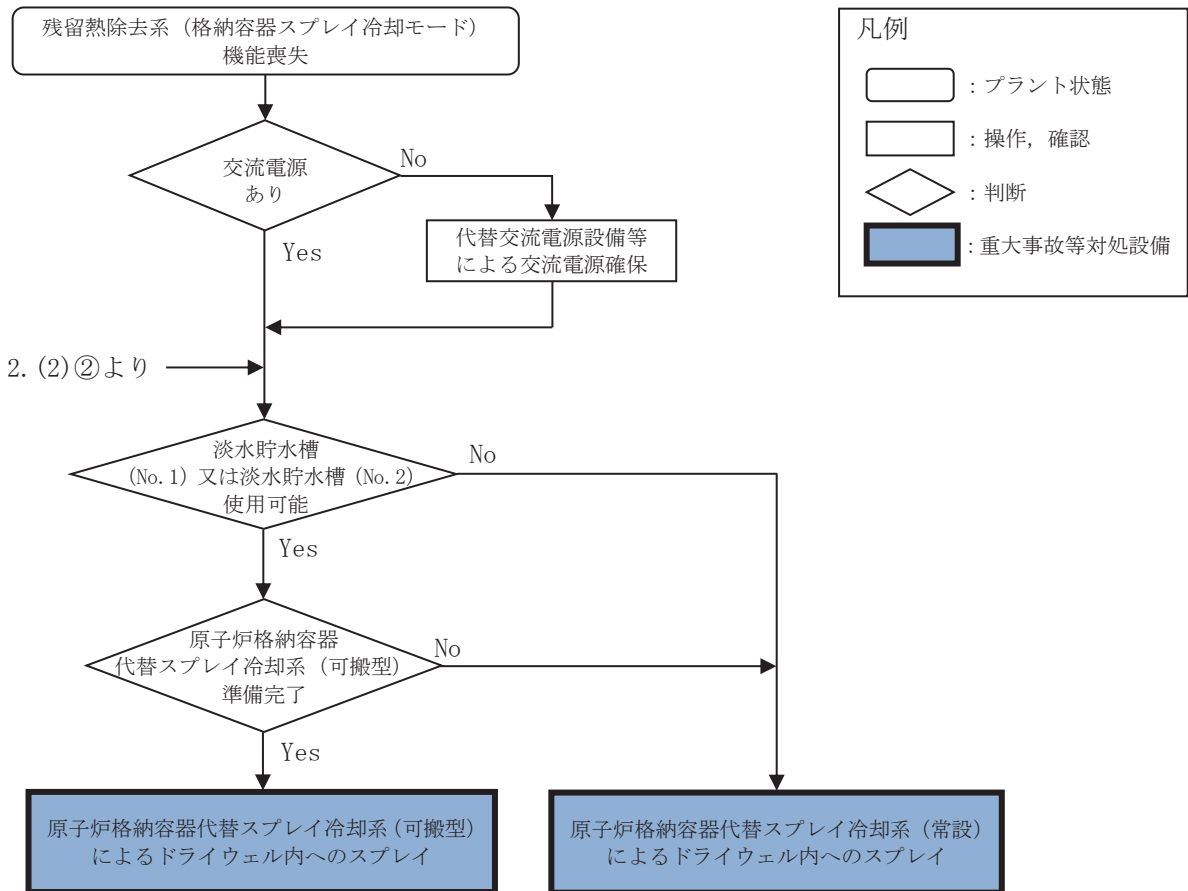 残留熱除去系（格納容器スプレイ冷却モード）
機能喪失
交流電源
あり
No
Yes
代替交流電源設備等
による交流電源確保
2.(2)②より
淡水貯水槽
(No.1) 又は淡水貯水槽 (No.2)
使用可能
No
Yes
原子炉格納容器
代替スプレイ冷却系（可搬型）
準備完了
No
Yes
原子炉格納容器代替スプレイ冷却系（可搬型）
によるドライウェル内へのスプレイ
原子炉格納容器代替スプレイ冷却系（常設）
によるドライウェル内へのスプレイ
凡例
：プラント状態
：操作，確認
：判断
：重大事故等対処設備